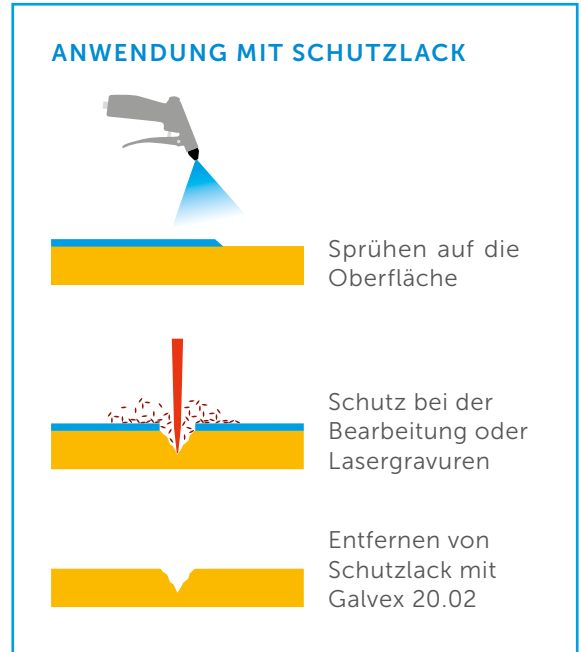 ANWENDUNG MIT SCHUTZLACK
Sprühen auf die
Oberfläche
Schutz bei der
Bearbeitung oder
Lasergravuren
Entfernen von
Schutzlack mit
Galvex 20.02